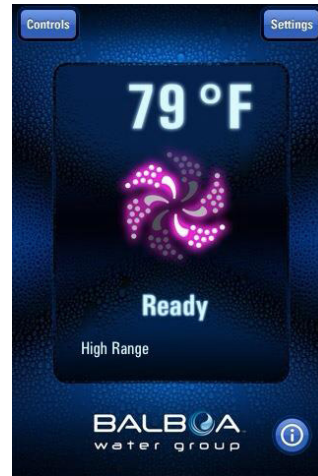 Controls
Settings
79 °F
Ready
High Range
BALBOA
water group
i